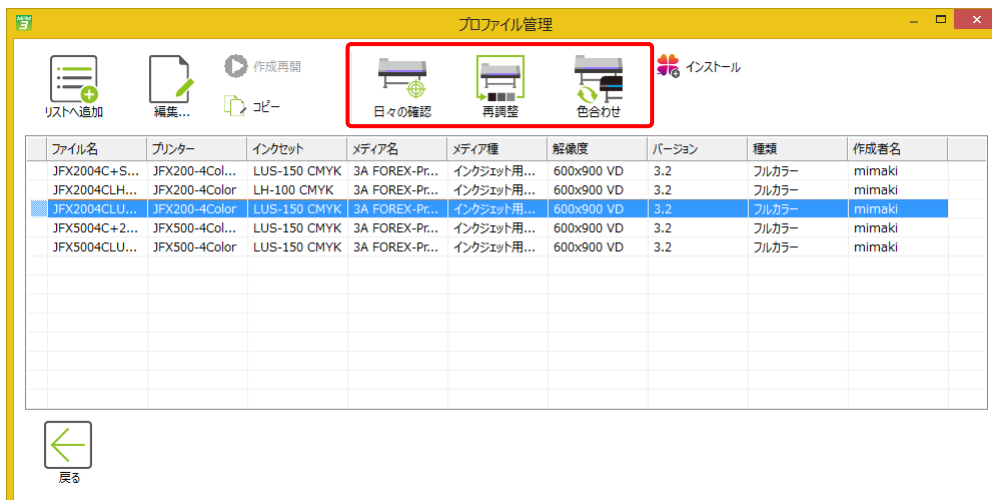 MPM 3 プロファイル管理
作成再開
インストール
コピー
リストへ追加 編集... 日々の確認 再調整 色合わせ
ファイル名 プリンター インクセット メディア名 メディア種 解像度 バージョン 種類 作成者名
JFX2004C+S... JFX200-4Col... LUS-150 CMYK 3A FOREX-Pr... インクジェット用... 600x900 VD 3.2 フルカラー mimaki
JFX2004CLH... JFX200-4Color LH-100 CMYK 3A FOREX-Pr... インクジェット用... 600x900 VD 3.2 フルカラー mimaki
JFX2004CLU... JFX200-4Color LUS-150 CMYK 3A FOREX-Pr... インクジェット用... 600x900 VD 3.2 フルカラー mimaki
JFX5004C+2... JFX500-4Col... LUS-150 CMYK 3A FOREX-Pr... インクジェット用... 600x900 VD 3.2 フルカラー mimaki
JFX5004CLU... JFX500-4Color LUS-150 CMYK 3A FOREX-Pr... インクジェット用... 600x900 VD 3.2 フルカラー mimaki
戻る